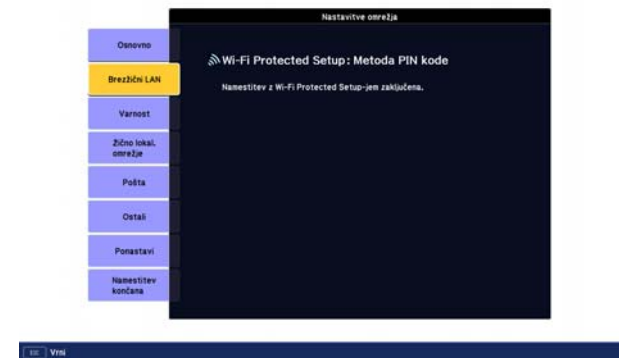 Nastavitve omrežja
Osnovno
Brezžični LAN
Varnost
Žično lokal.
omrežje
Pošta
Ostali
Ponastavi
Namestitev
končana
Wi-Fi Protected Setup: Metoda PIN kode
Namestitev z Wi-Fi Protected Setup-jem zaključena.
Vrni